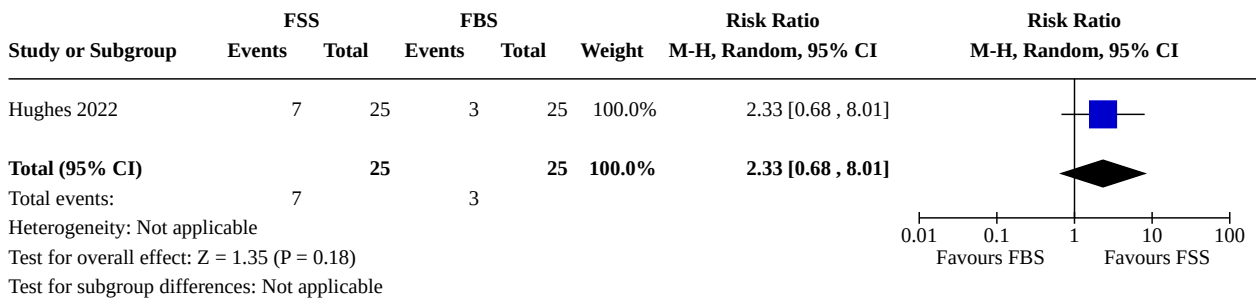 FSS FBS Risk Ratio Risk Ratio
Study or Subgroup Events Total Events Total Weight M-H, Random, 95% CI M-H, Random, 95% CI
Hughes 2022 7 25 3 25 100.0% 2.33 [0.68 , 8.01]
Total (95% CI) 25 25 100.0% 2.33 [0.68 , 8.01]
Total events: 7 3
Heterogeneity: Not applicable
0.01 0.1 1 10 100
Test for overall effect: Z = 1.35 (P = 0.18) Favours FBS Favours FSS
Test for subgroup differences: Not applicable